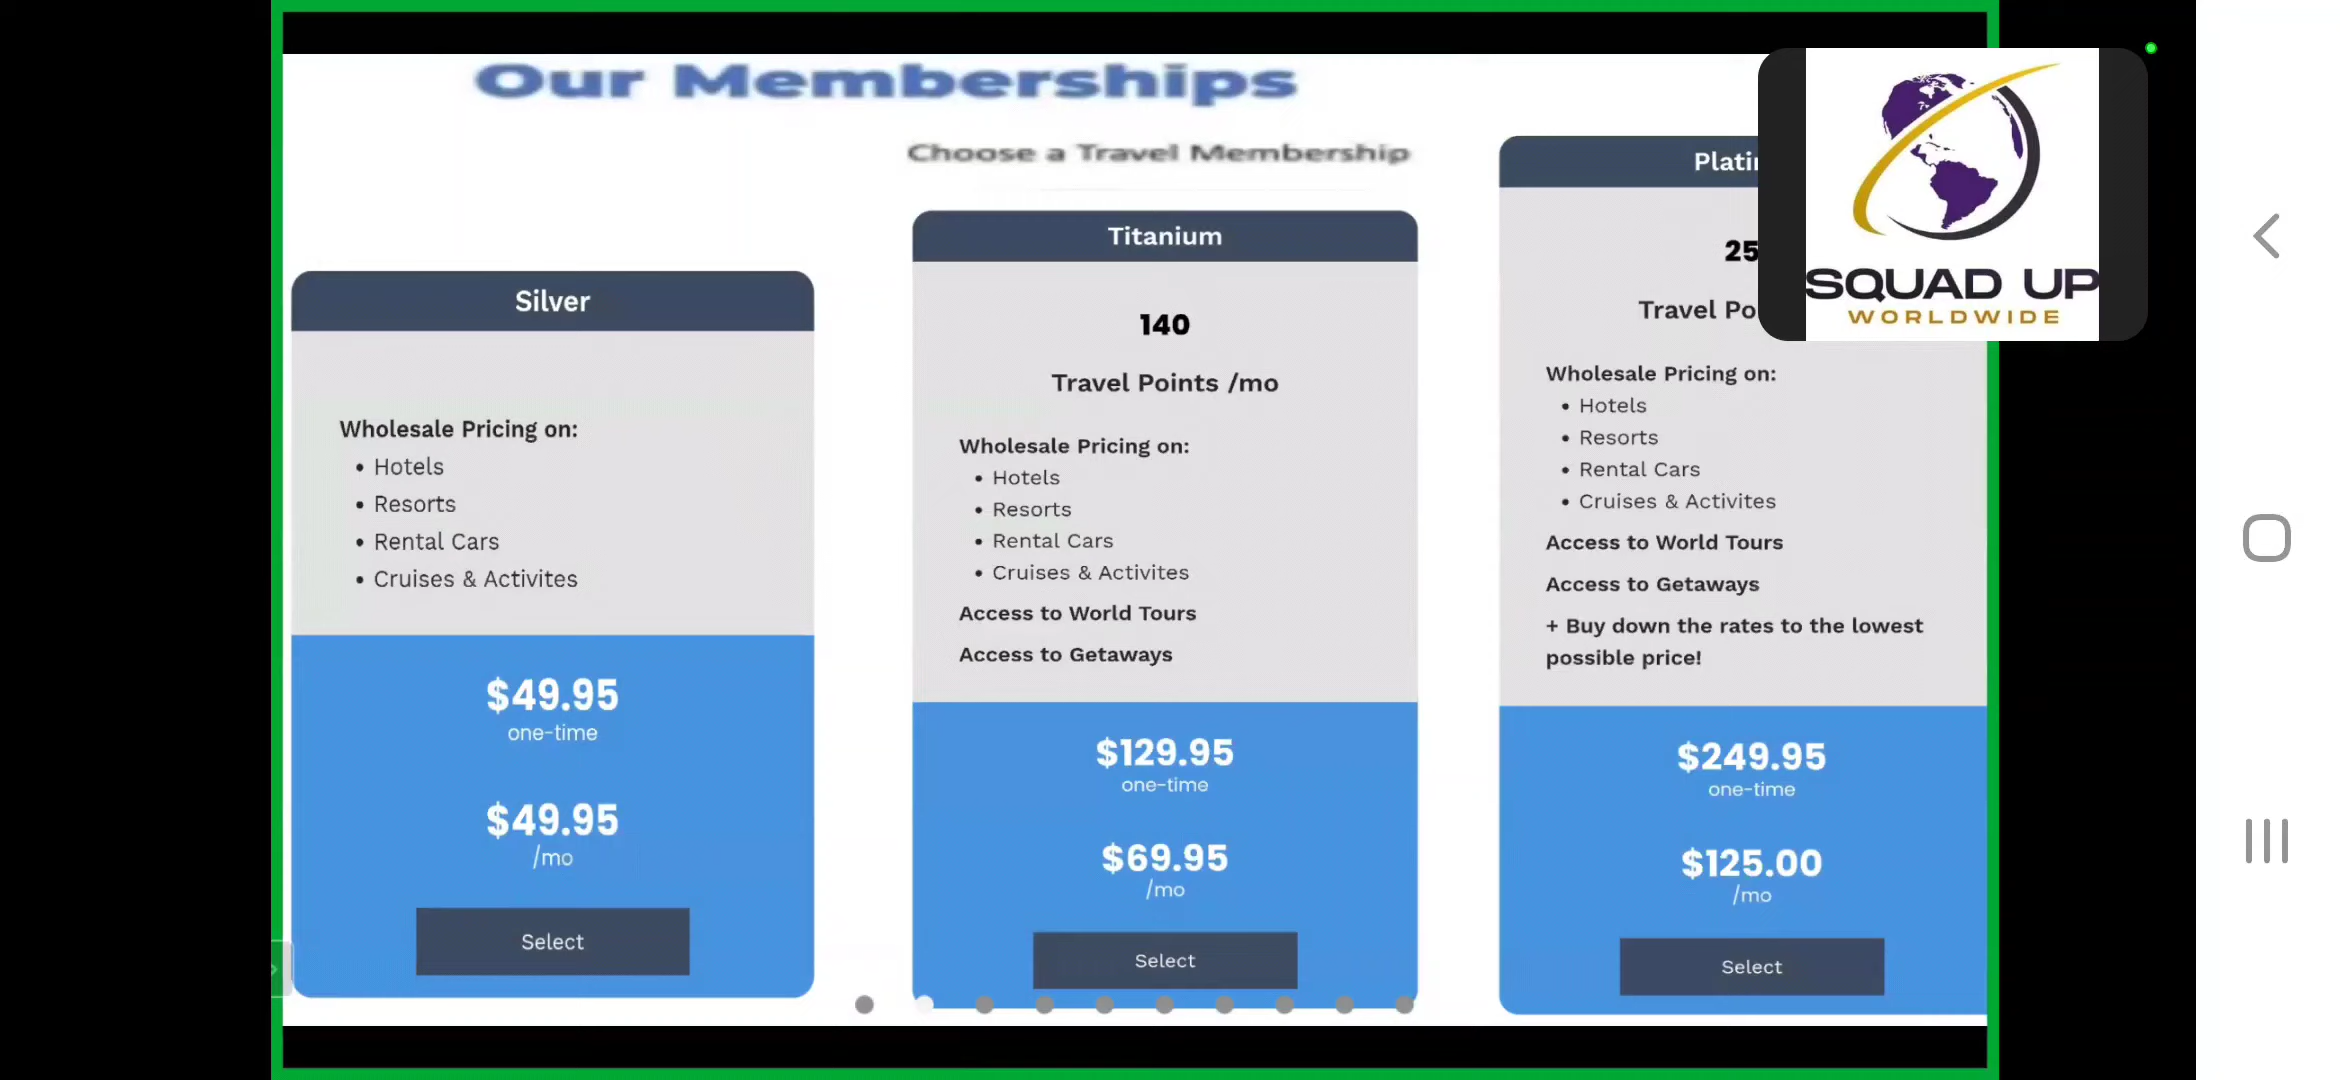 Our Memberships
Choose a Travel Membership
Silver
Wholesale Pricing on:
• Hotels
• Resorts
• Rental Cars
• Cruises & Activites
$49.95
one-time
$49.95
/mo
Select
Titanium
140
Travel Points /mo
Wholesale Pricing on:
• Hotels
• Resorts
• Rental Cars
• Cruises & Activites
Access to World Tours
Access to Getaways
$129.95
one-time
$69.95
/mo
Select
Travel
Wholesale Pricing on:
• Hotels
• Resorts
• Rental Cars
• Cruises & Activites
Access to World Tours
Access to Getaways
+ Buy down the rates to the lowest
possible price!
$249.95
one-time
$125.00
/mo
Select
SQUAD UP
WORLDWIDE